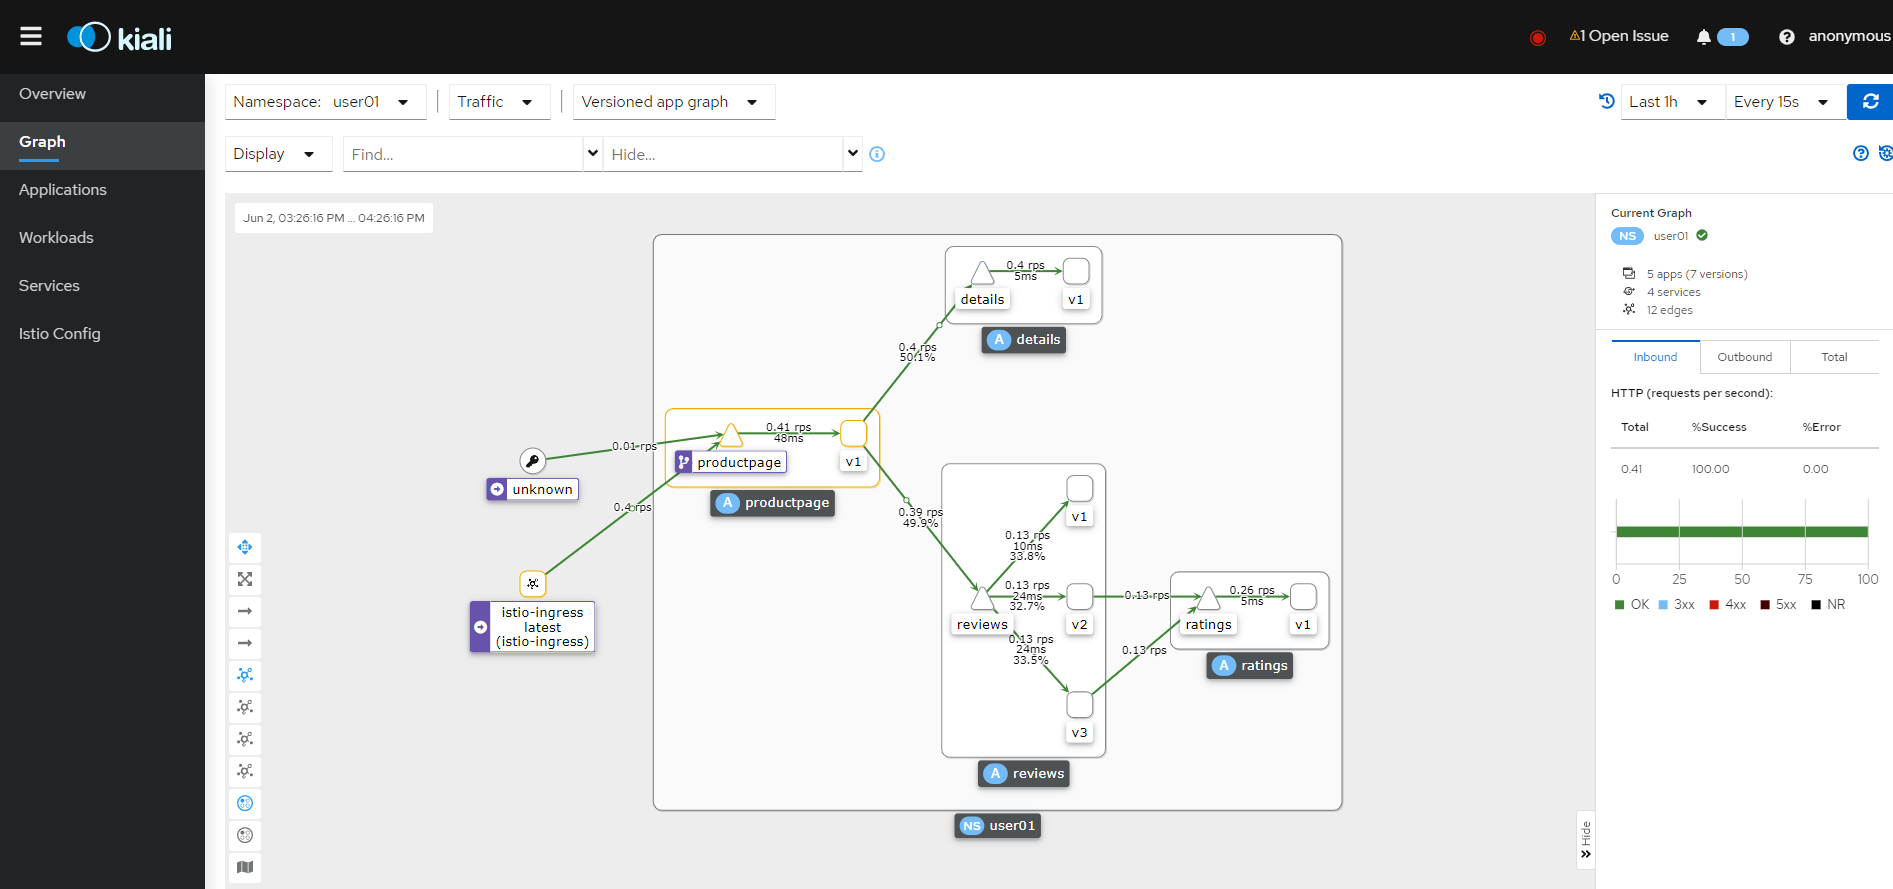 kiali
1 Open Issue
1
anonymous
Overview
Graph
Applications
Workloads
Services
Istio Config
Namespace: user01
Traffic
Versioned app graph
Last 1h
Every 15s
Display
Find...
Hide...
Jun 2, 03:26:16 PM ... 04:26:16 PM
0.4 rps
5ms
details
v1
A details
0.4 rps
50.1%
0.41 rps
48ms
productpage
v1
A productpage
0.01 rps
unknown
0.4 rps
istio-ingress
latest
(istio-ingress)
0.39 rps
49.9%
v1
0.13 rps
10ms
33.8%
0.13 rps
24ms
32.7%
reviews
v2
0.13 rps
24ms
33.5%
v3
A reviews
0.13 rps
0.13 rps
0.26 rps
5ms
ratings
v1
A ratings
NS user01
Current Graph
NS user01
5 apps (7 versions)
4 services
12 edges
Inbound
Outbound
Total
HTTP (requests per second):
Total %Success %Error
0.41 100.00 0.00
0 25 50 75 100
OK 3xx 4xx 5xx NR
Hide